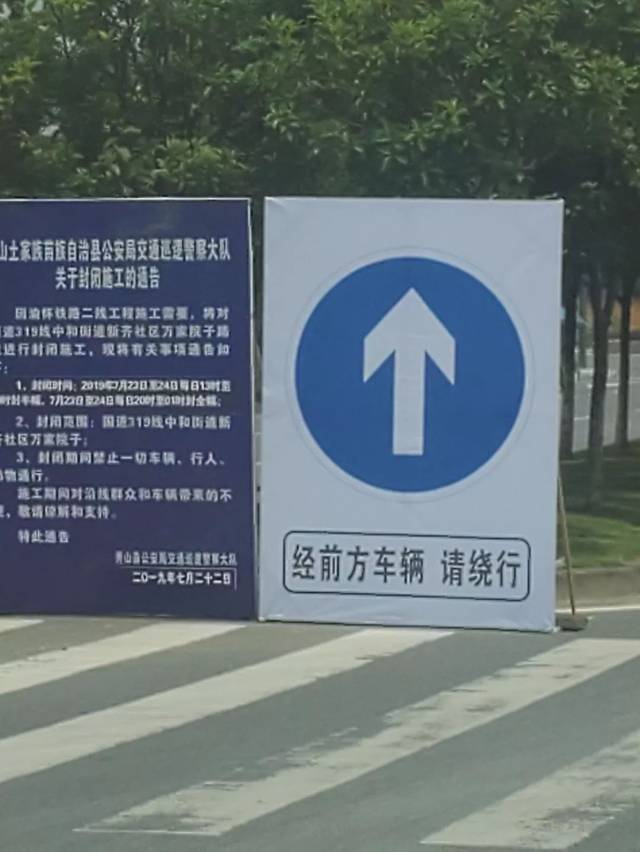 山土家族苗族自治县公安局交通巡逻警察大队
关于封闭施工的通告
因渝怀铁路二线工程施工需要，将对
道319线中和街道新齐社区万家院子路
进行封闭施工，现将有关事项通告如
：
1、封闭时间：2019年7月23日至24日每日13时至
时封半幅，7月23日至24日每日20时至01时封全幅；
2、封闭范围：国道319线中和街道新
齐社区万家院子；
3、封闭期间禁止一切车辆、行人、
物通行。
施工期间对沿线群众和车辆带来的不
，敬请谅解和支持。
特此通告
秀山县公安局交通巡逻警察大队
二〇一九年七月二十二日
经前方车辆 请绕行